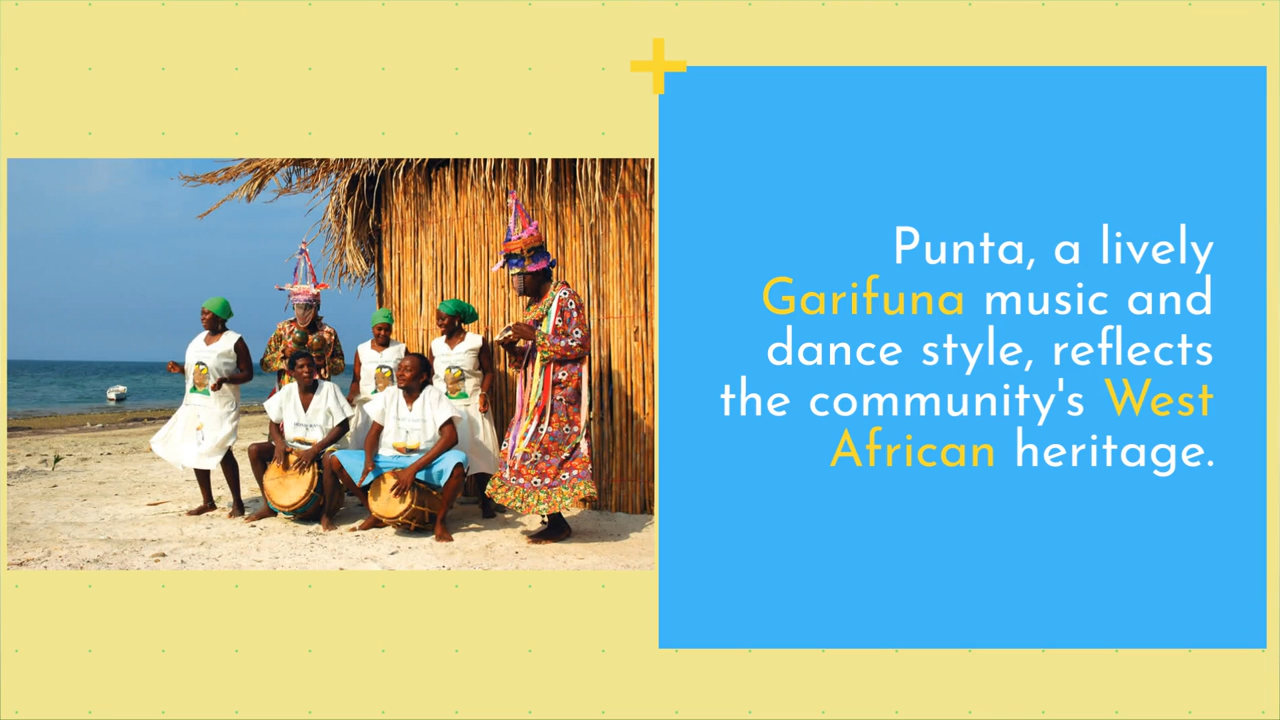 Punta, a lively
Garifuna music and
dance style, reflects
the community's West
African heritage.